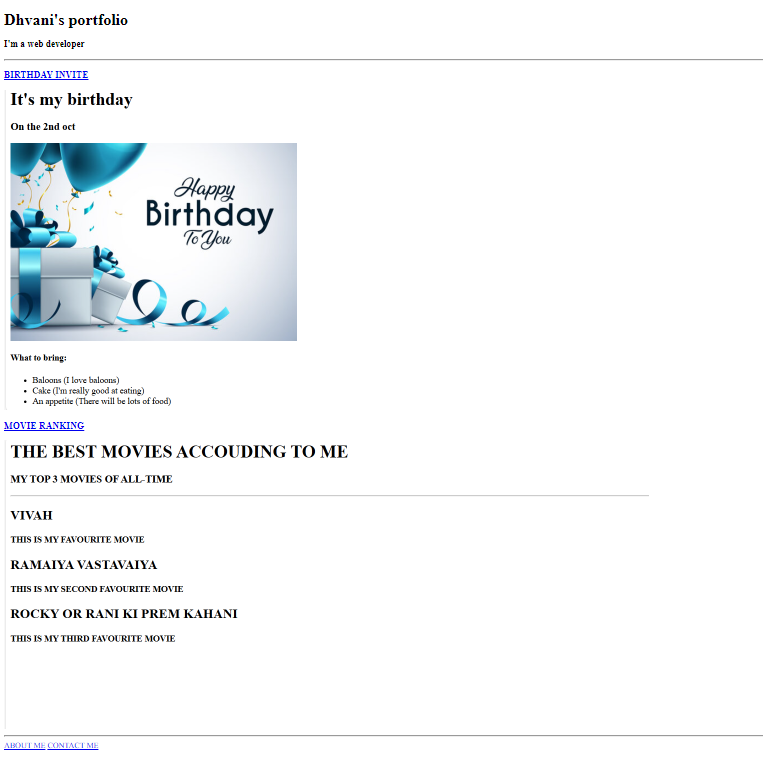 Dhvani's portfolio
I'm a web developer
BIRTHDAY INVITE
It's my birthday
On the 2nd oct
Happy
Birthday
To You
What to bring:
Baloons (I love baloons)
Cake (I'm really good at eating)
An appetite (There will be lots of food)
MOVIE RANKING
THE BEST MOVIES ACCOUDING TO ME
MY TOP 3 MOVIES OF ALL-TIME
VIVAH
THIS IS MY FAVOURITE MOVIE
RAMAIYA VASTAVAIYA
THIS IS MY SECOND FAVOURITE MOVIE
ROCKY OR RANI KI PREM KAHANI
THIS IS MY THIRD FAVOURITE MOVIE
ABOUT ME CONTACT ME